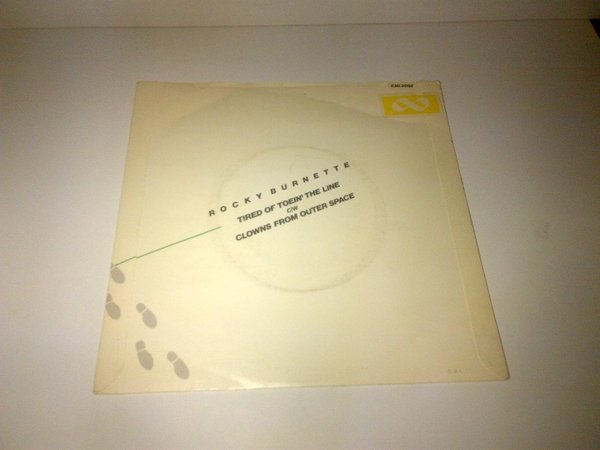 ROCKY BURNETTE
TIRED OF TOEIN' THE LINE
C/W
CLOWNS FROM OUTER SPACE